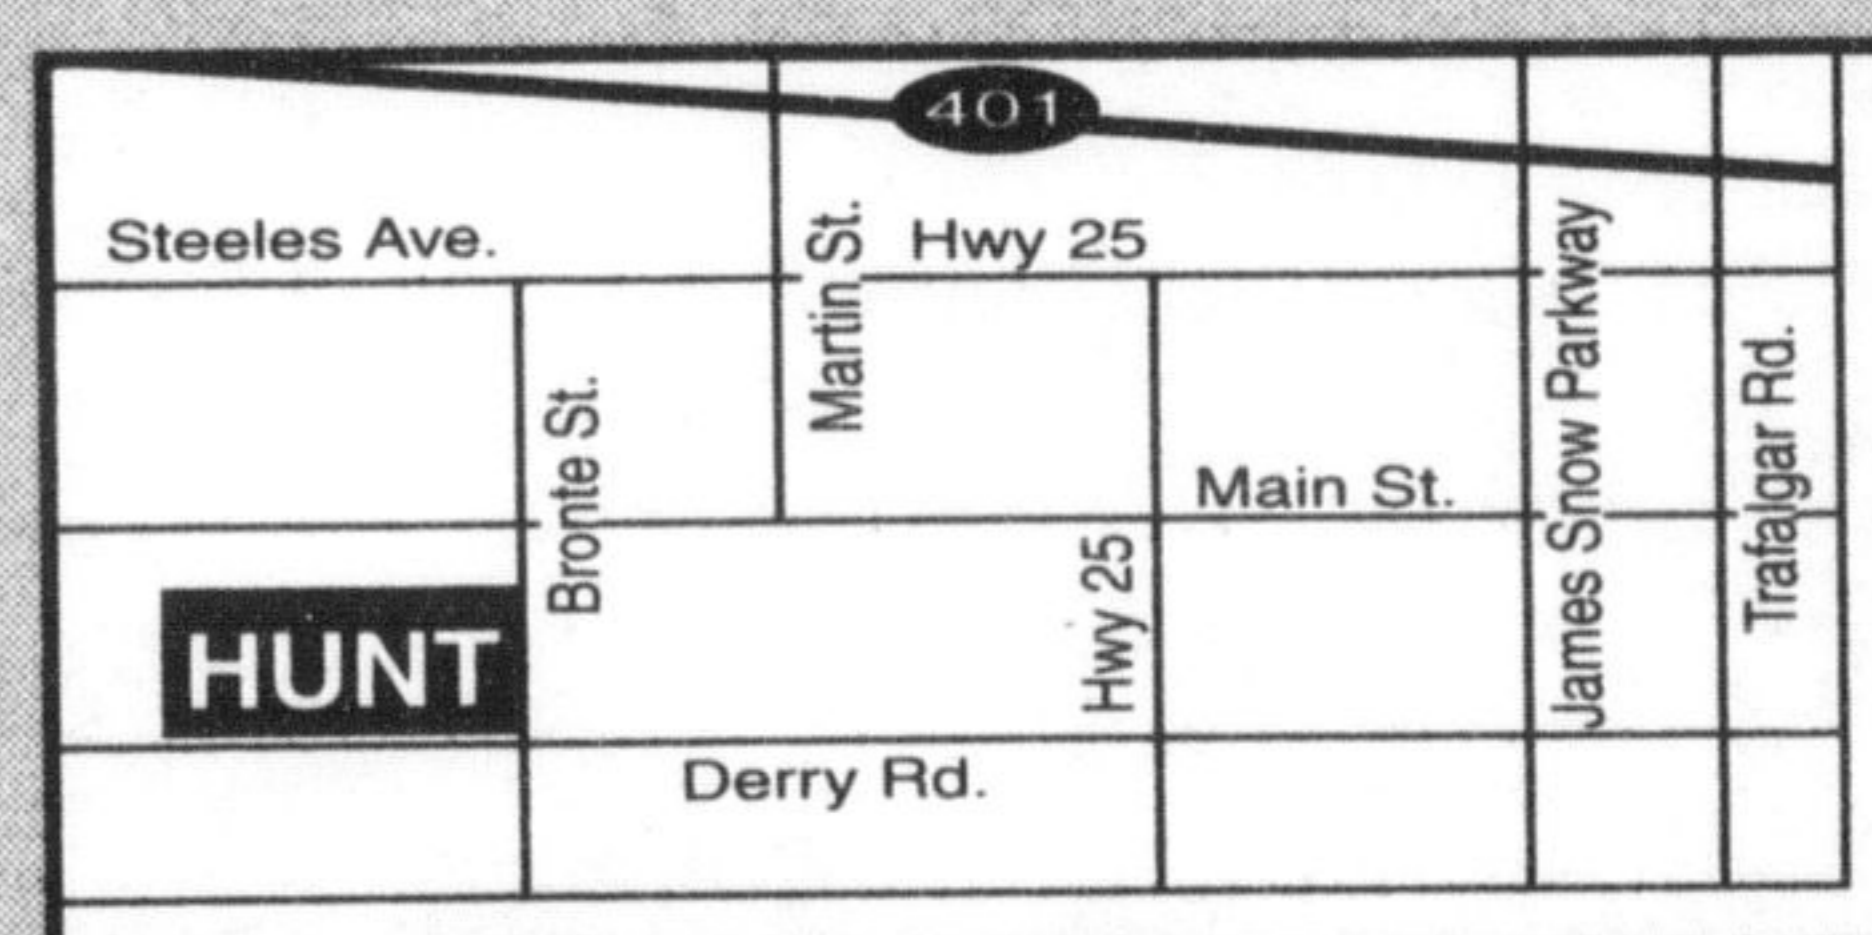 401
Steeles Ave.
Hwy 25
Martin St.
Bronte St.
Main St.
James Snow Parkway
Trafalgar Rd.
Hwy 25
HUNT
Derry Rd.